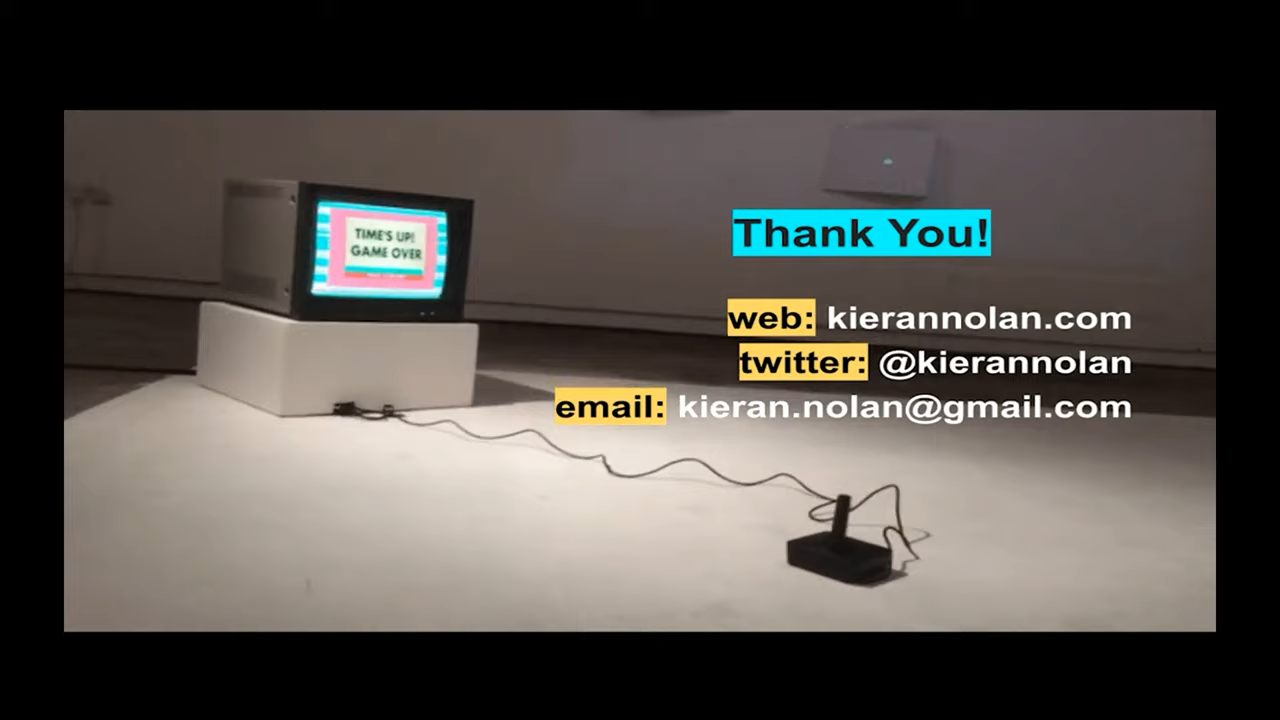 TIME'S UP!
GAME OVER
Thank You!
web: kierannolan.com
twitter: @kierannolan
email: kieran.nolan@gmail.com